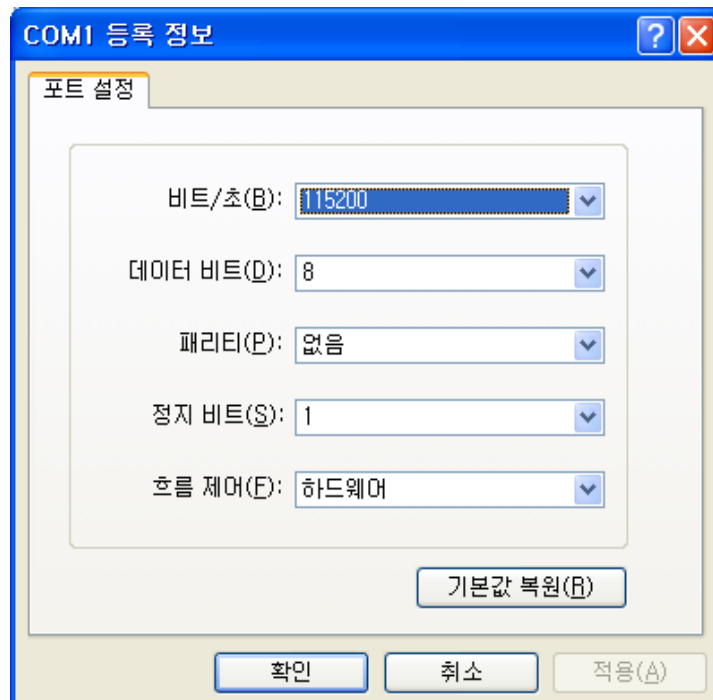 COM1 등록 정보
포트 설정
비트/초(B): 115200
데이터 비트(D): 8
패리티(P): 없음
정지 비트(S): 1
흐름 제어(F): 하드웨어
기본값 복원(R)
확인 취소 적용(A)